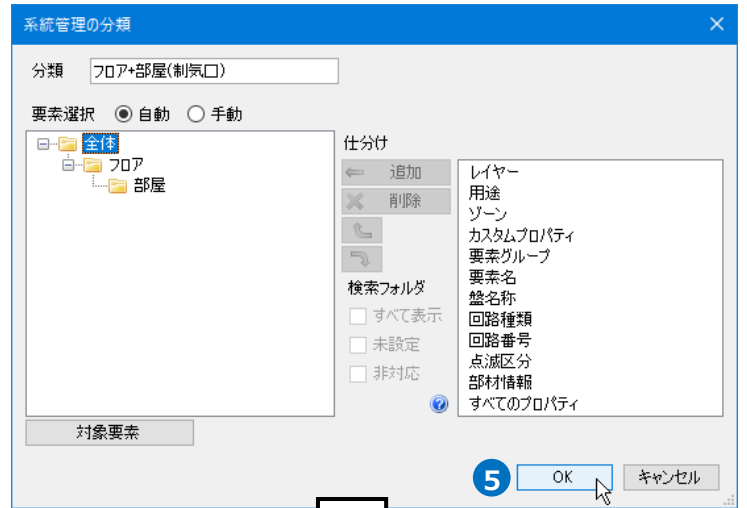 系統管理の分類
分類 フロア+部屋(制気口)
要素選択 自動 手動
全体
フロア
部屋
仕分け
追加
削除
検索フォルダ
すべて表示
未設定
非対応
レイヤー
用途
ゾーン
カスタムプロパティ
要素グループ
要素名
盤名称
回路種類
回路番号
点滅区分
部材情報
すべてのプロパティ
対象要素
5 OK キャンセル